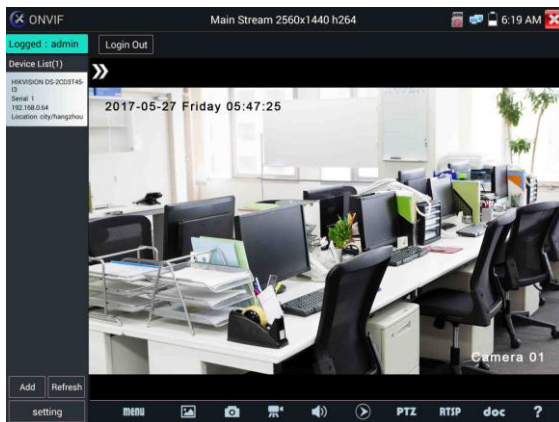 ONVIF
Main Stream 2560x1440 h264
6:19 AM
Logged : admin
Login Out
Device List(1)
HIKVISION DS-2CD3T45-
I3
Serial 1
192.168.0.64
Location city/hangzhou
2017-05-27 Friday 05:47:25
Camera 01
Add
Refresh
setting
menu
PTZ
RTSP
doc
?